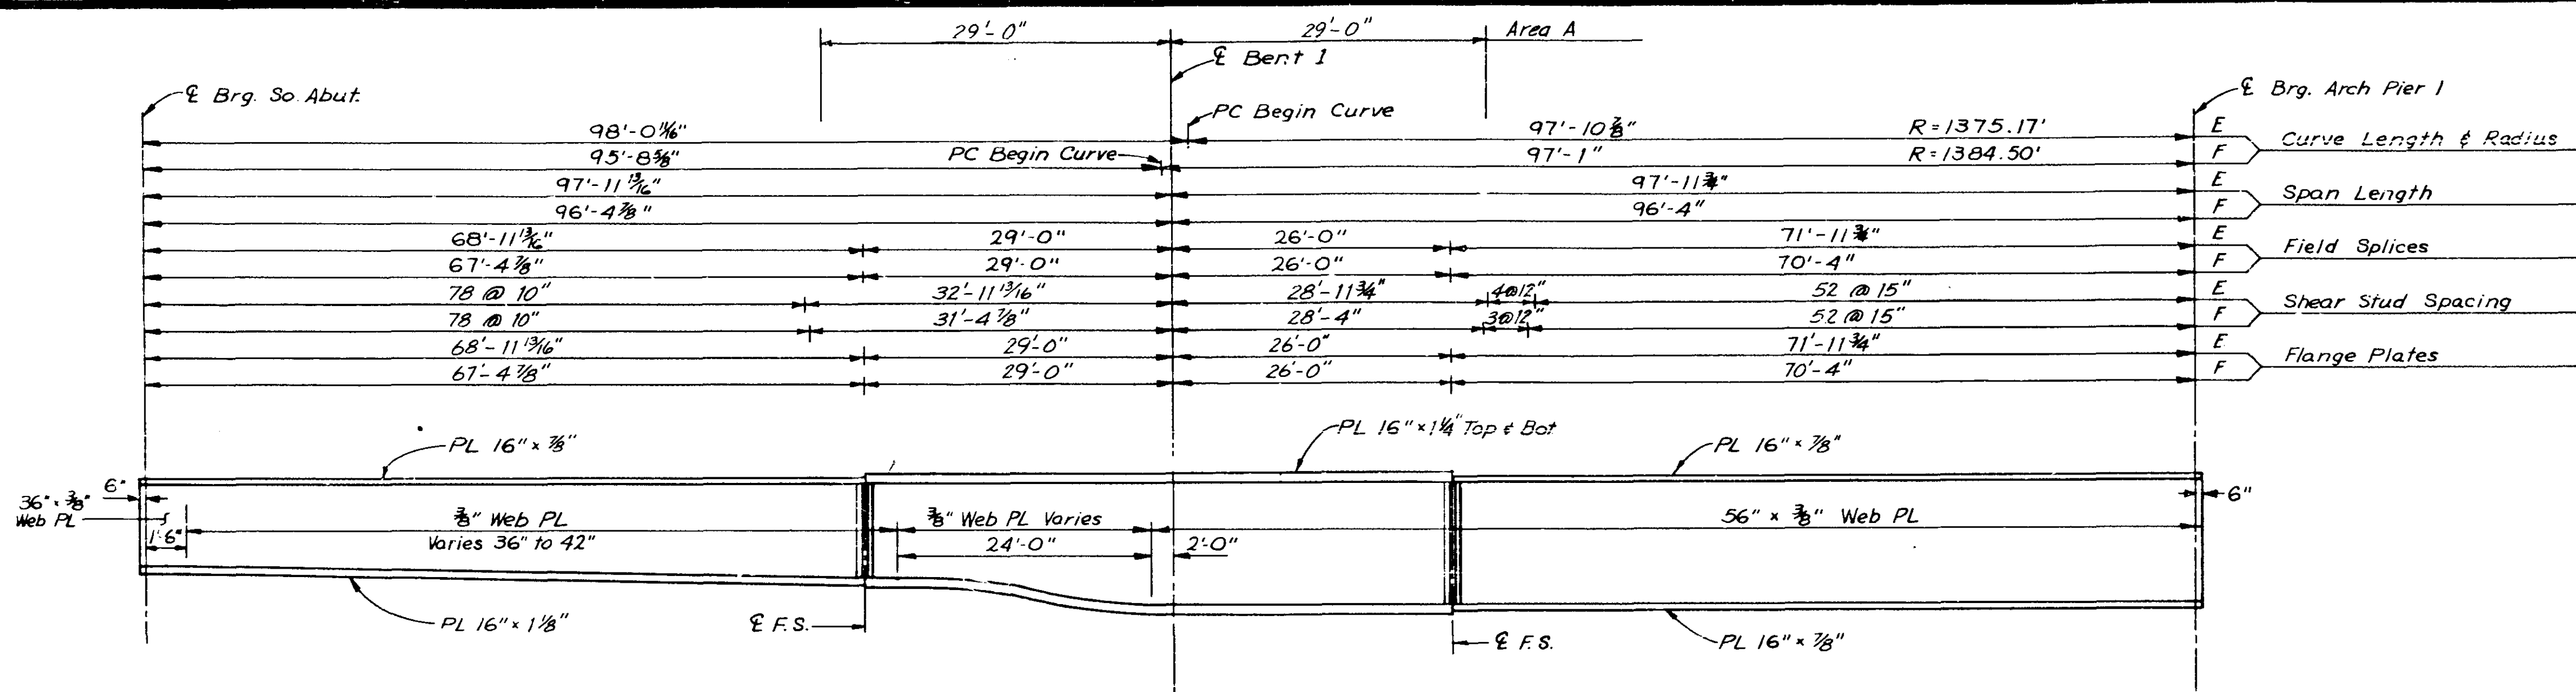 29'-0" 29'-0" Area A
℄ Bent 1
℄ Brg. So. Abut. ℄ Brg. Arch Pier 1
PC Begin Curve
98'-0 11/16" 97'-10 7/8" R=1375.17' E
Curve Length & Radius
95'-8 5/8" PC Begin Curve 97'-1" R=1384.50' F
97'-11 13/16" 97'-11 3/4" E
Span Length
96'-4 7/8" 96'-4" F
68'-11 13/16" 29'-0" 26'-0" 71'-11 3/4" E
Field Splices
67'-4 7/8" 29'-0" 26'-0" 70'-4" F
78 @ 10" 32'-11 13/16" 28'-11 3/4" 4@12" 52 @ 15" E
Shear Stud Spacing
78 @ 10" 31'-4 7/8" 28'-4" 3@12" 52 @ 15" F
68'-11 13/16" 29'-0" 26'-0" 71'-11 3/4" E
Flange Plates
67'-4 7/8" 29'-0" 26'-0" 70'-4" F
PL 16" x 7/8" PL 16" x 1 1/4" Top & Bot PL 16" x 7/8"
6" 6"
36" x 3/8"
Web PL
1'-6"
3/8" Web PL
Varies 36" to 42"
3/8" Web PL Varies
24'-0" 2'-0"
56" x 3/8" Web PL
PL 16" x 1 1/8" ℄ F.S. ℄ F.S. PL 16" x 7/8"